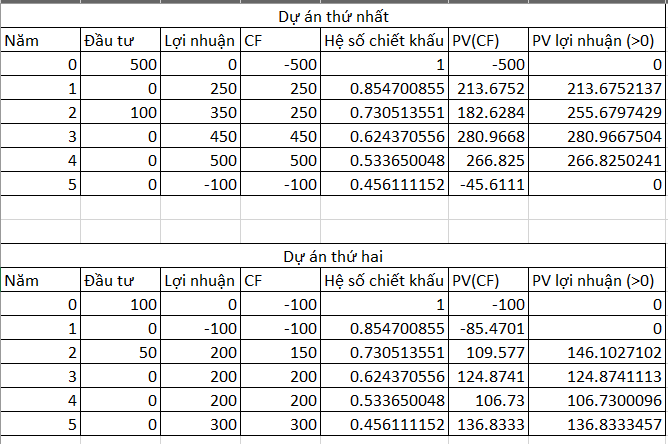 Dự án thứ nhất
Năm Đầu tư Lợi nhuận CF Hệ số chiết khấu PV(CF) PV lợi nhuận (>0)
0 500 0 -500 1 -500 0
1 0 250 250 0.854700855 213.6752 213.6752137
2 100 350 250 0.730513551 182.6284 255.6797429
3 0 450 450 0.624370556 280.9668 280.9667504
4 0 500 500 0.533650048 266.825 266.8250241
5 0 -100 -100 0.456111152 -45.6111 0
Dự án thứ hai
Năm Đầu tư Lợi nhuận CF Hệ số chiết khấu PV(CF) PV lợi nhuận (>0)
0 100 0 -100 1 -100 0
1 0 -100 -100 0.854700855 -85.4701 0
2 50 200 150 0.730513551 109.577 146.1027102
3 0 200 200 0.624370556 124.8741 124.8741113
4 0 200 200 0.533650048 106.73 106.7300096
5 0 300 300 0.456111152 136.8333 136.8333457